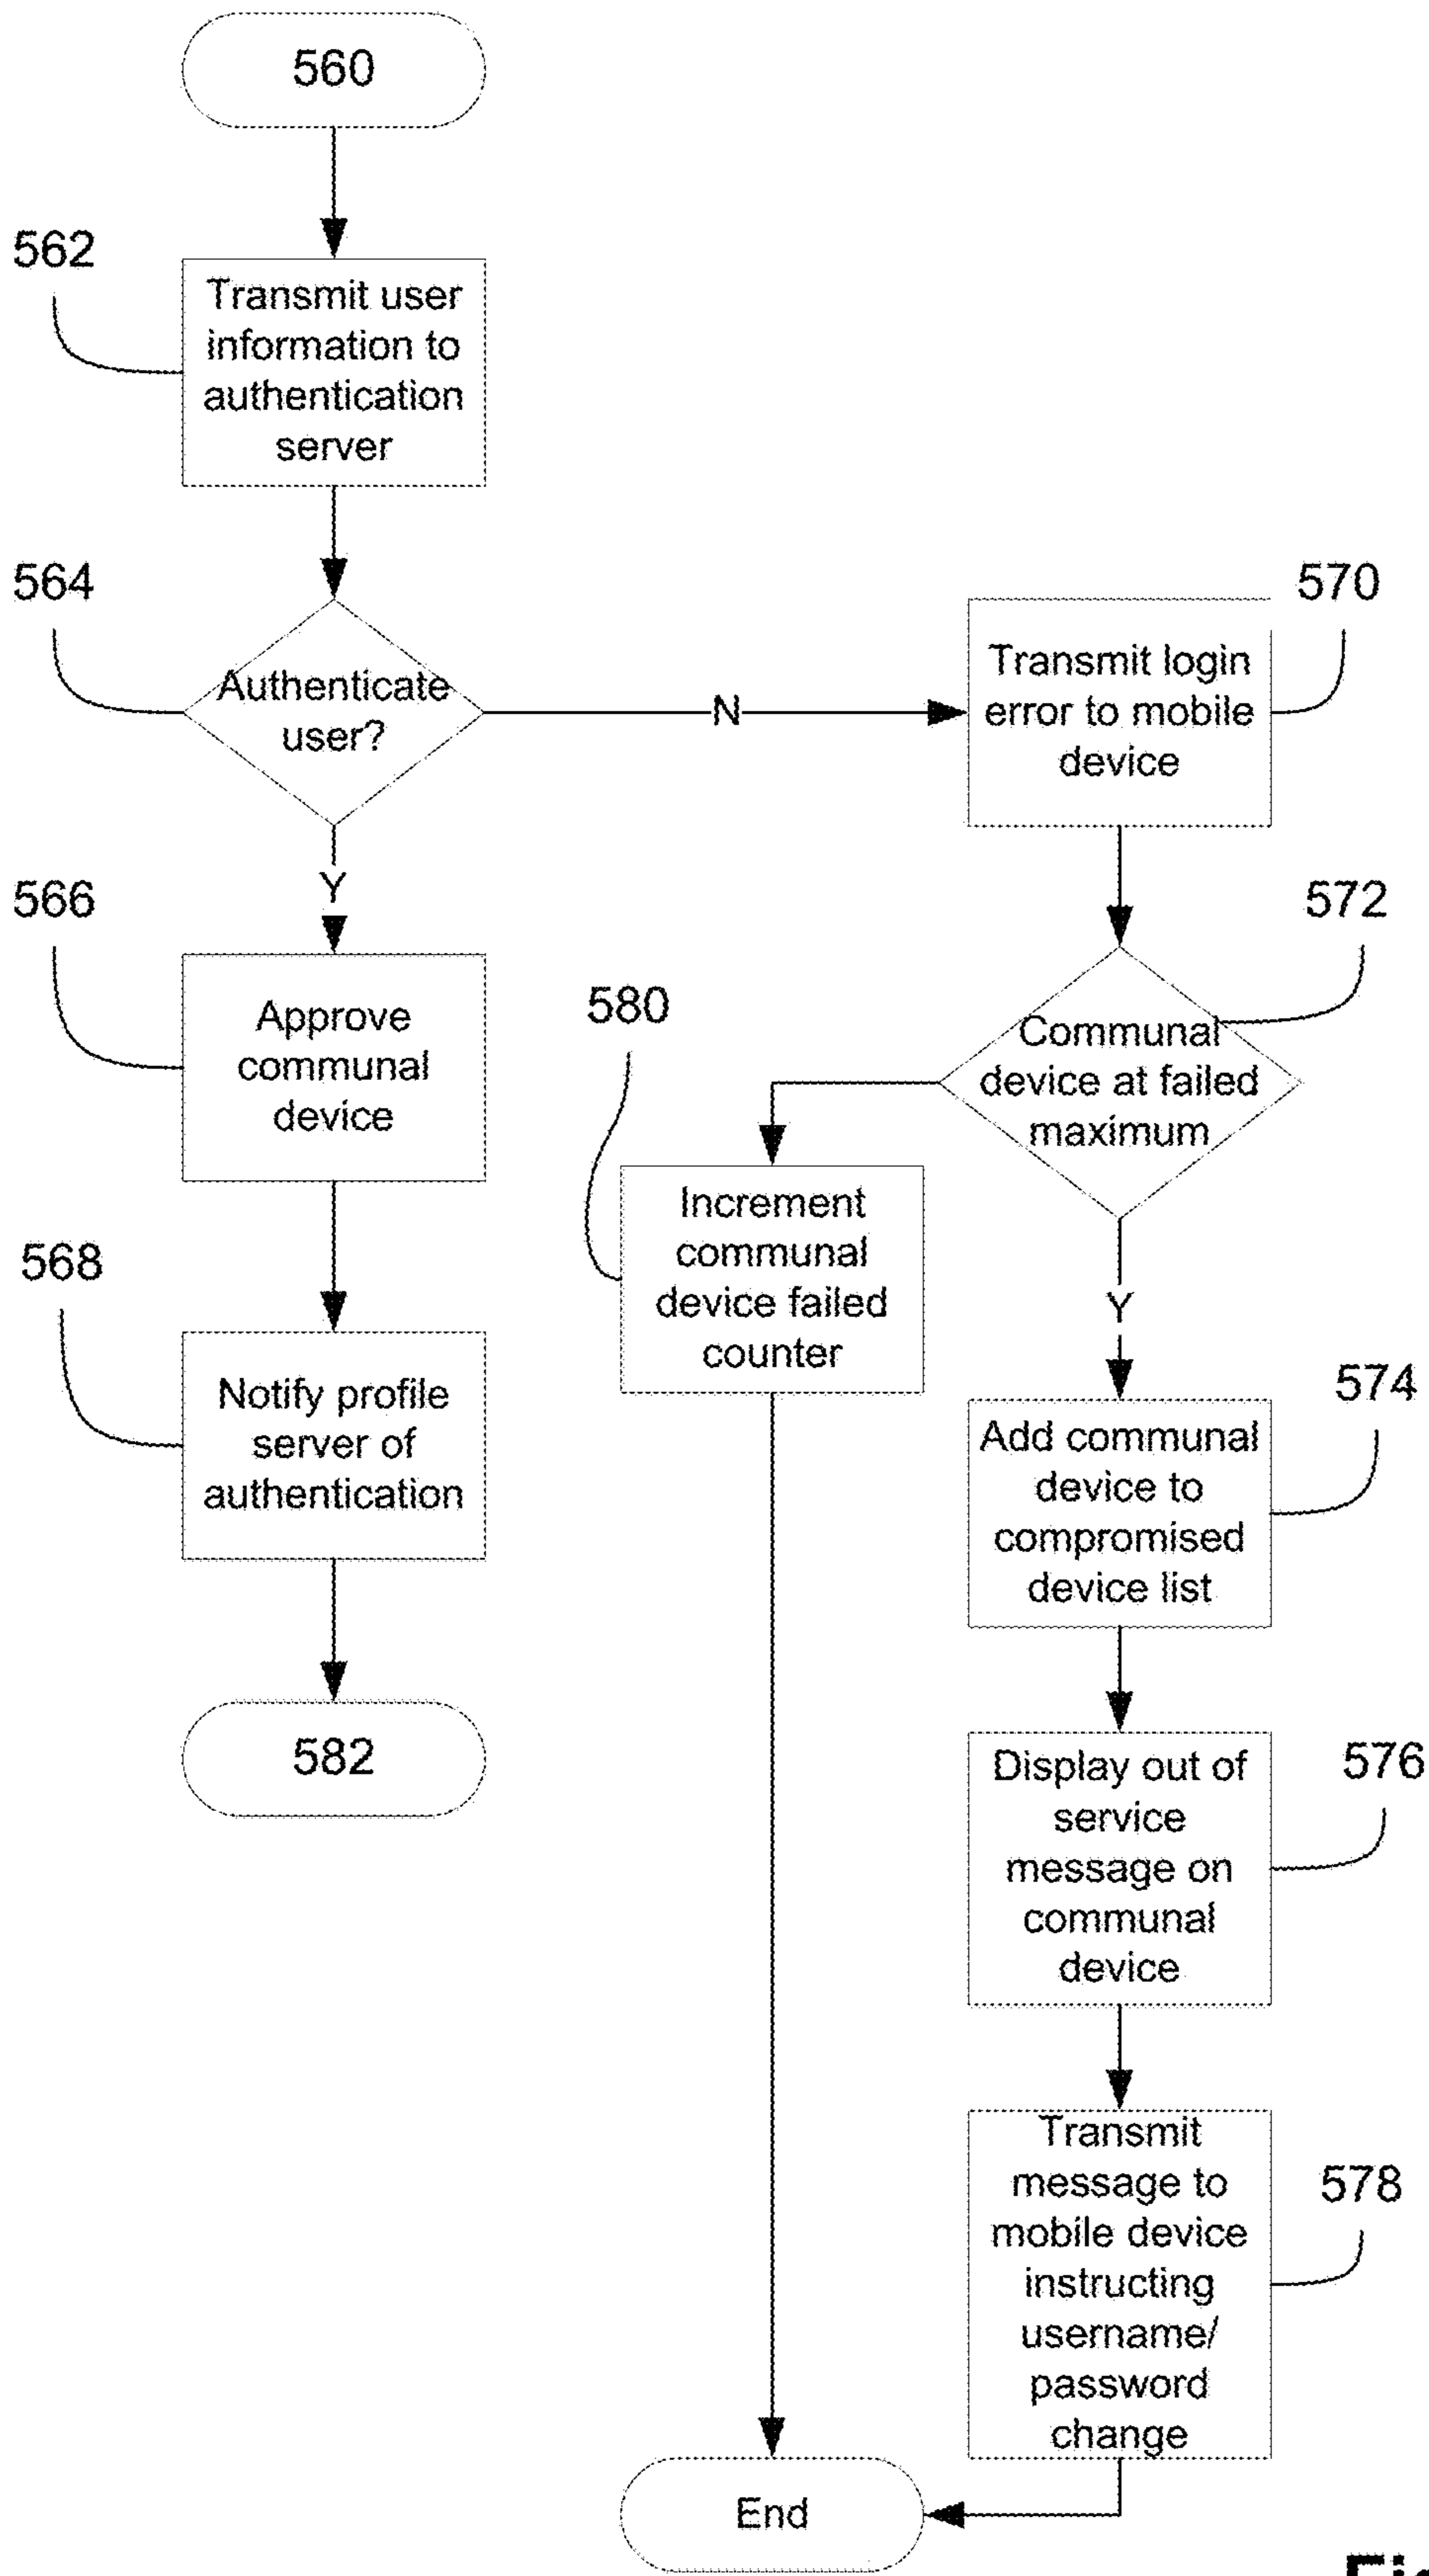 560
562
Transmit user
information to
authentication
server
564
Authenticate
user?
N
Y
570
Transmit login
error to mobile
device
566
Approve
communal
device
572
Communal
device at failed
maximum
580
Increment
communal
device failed
counter
Y
568
Notify profile
server of
authentication
574
Add communal
device to
compromised
device list
582
576
Display out of
service
message on
communal
device
578
Transmit
message to
mobile device
instructing
username/
password
change
End